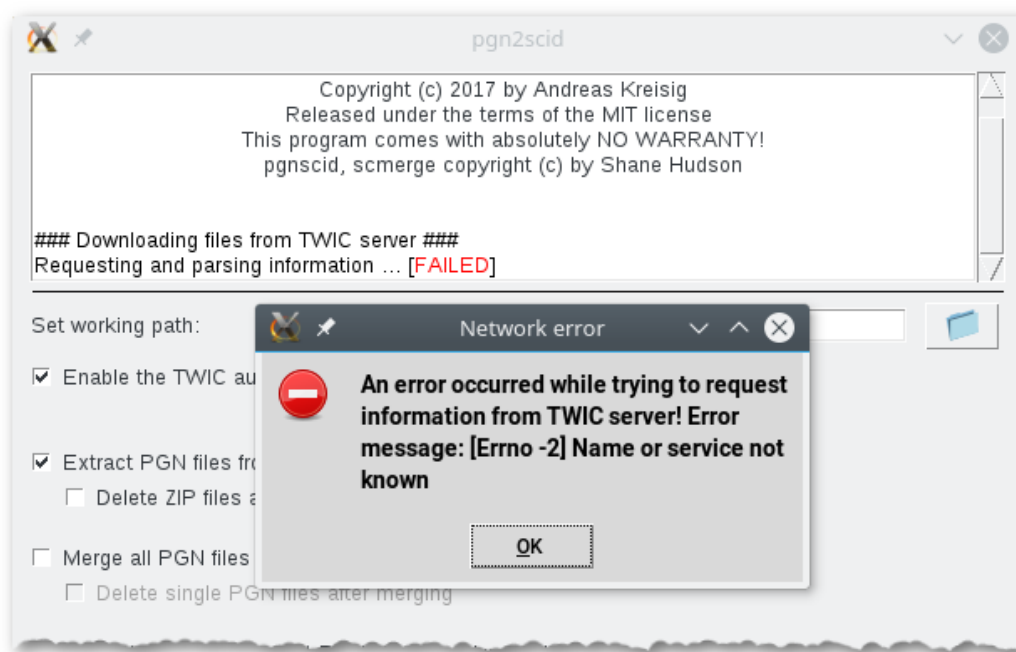 pgn2scid
Copyright (c) 2017 by Andreas Kreisig
Released under the terms of the MIT license
This program comes with absolutely NO WARRANTY!
pgnscid, scmerge copyright (c) by Shane Hudson
### Downloading files from TWIC server ###
Requesting and parsing information ... [FAILED]
Set working path:
Network error
Enable the TWIC au
An error occurred while trying to request
information from TWIC server! Error
message: [Errno -2] Name or service not
known
Extract PGN files fro
Delete ZIP files a
OK
Merge all PGN files
Delete single PGN files after merging